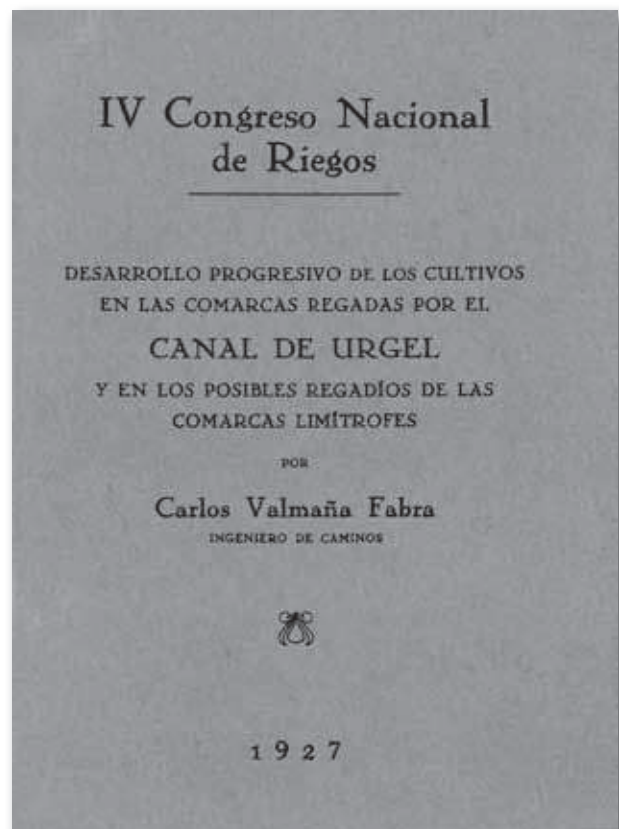 IV Congreso Nacional
de Riegos
DESARROLLO PROGRESIVO DE LOS CULTIVOS
EN LAS COMARCAS REGADAS POR EL
CANAL DE URGEL
Y EN LOS POSIBLES REGADÍOS DE LAS
COMARCAS LIMÍTROFES
POR
Carlos Valmaña Fabra
INGENIERO DE CAMINOS
1927